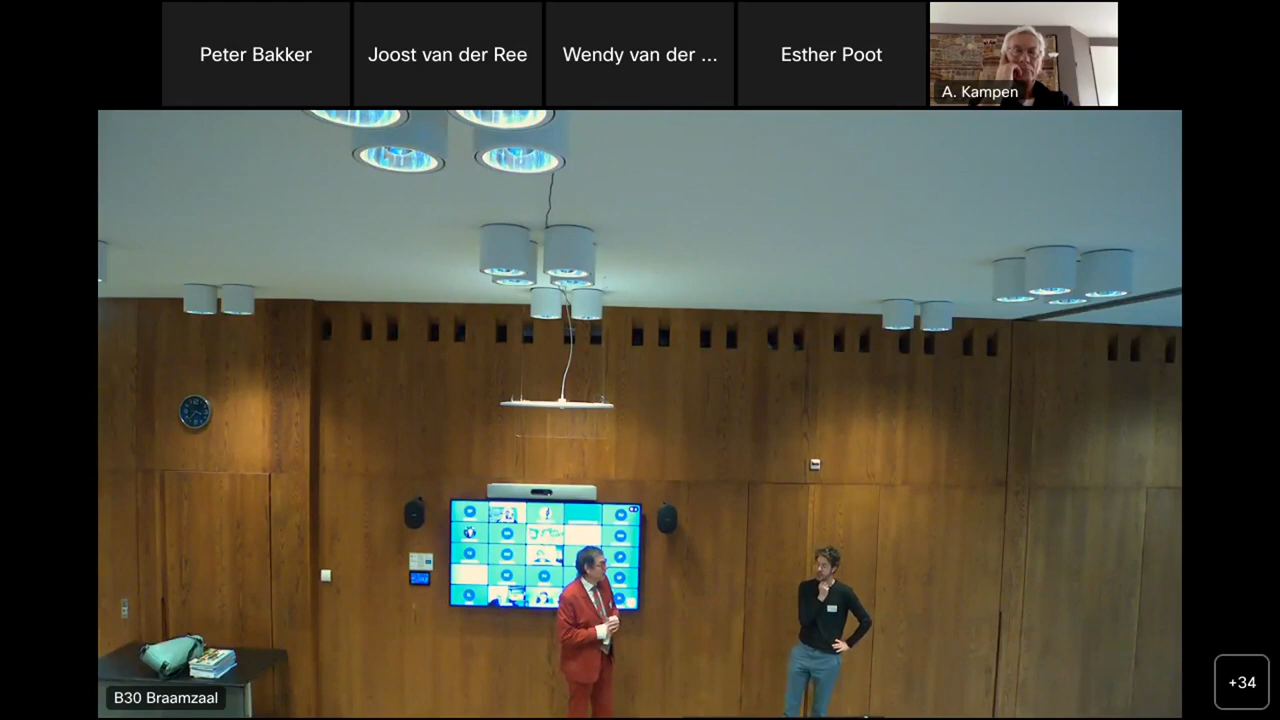 Peter Bakker
Joost van der Ree
Wendy van der ...
Esther Poot
A. Kampen
B30 Braamzaal
+34